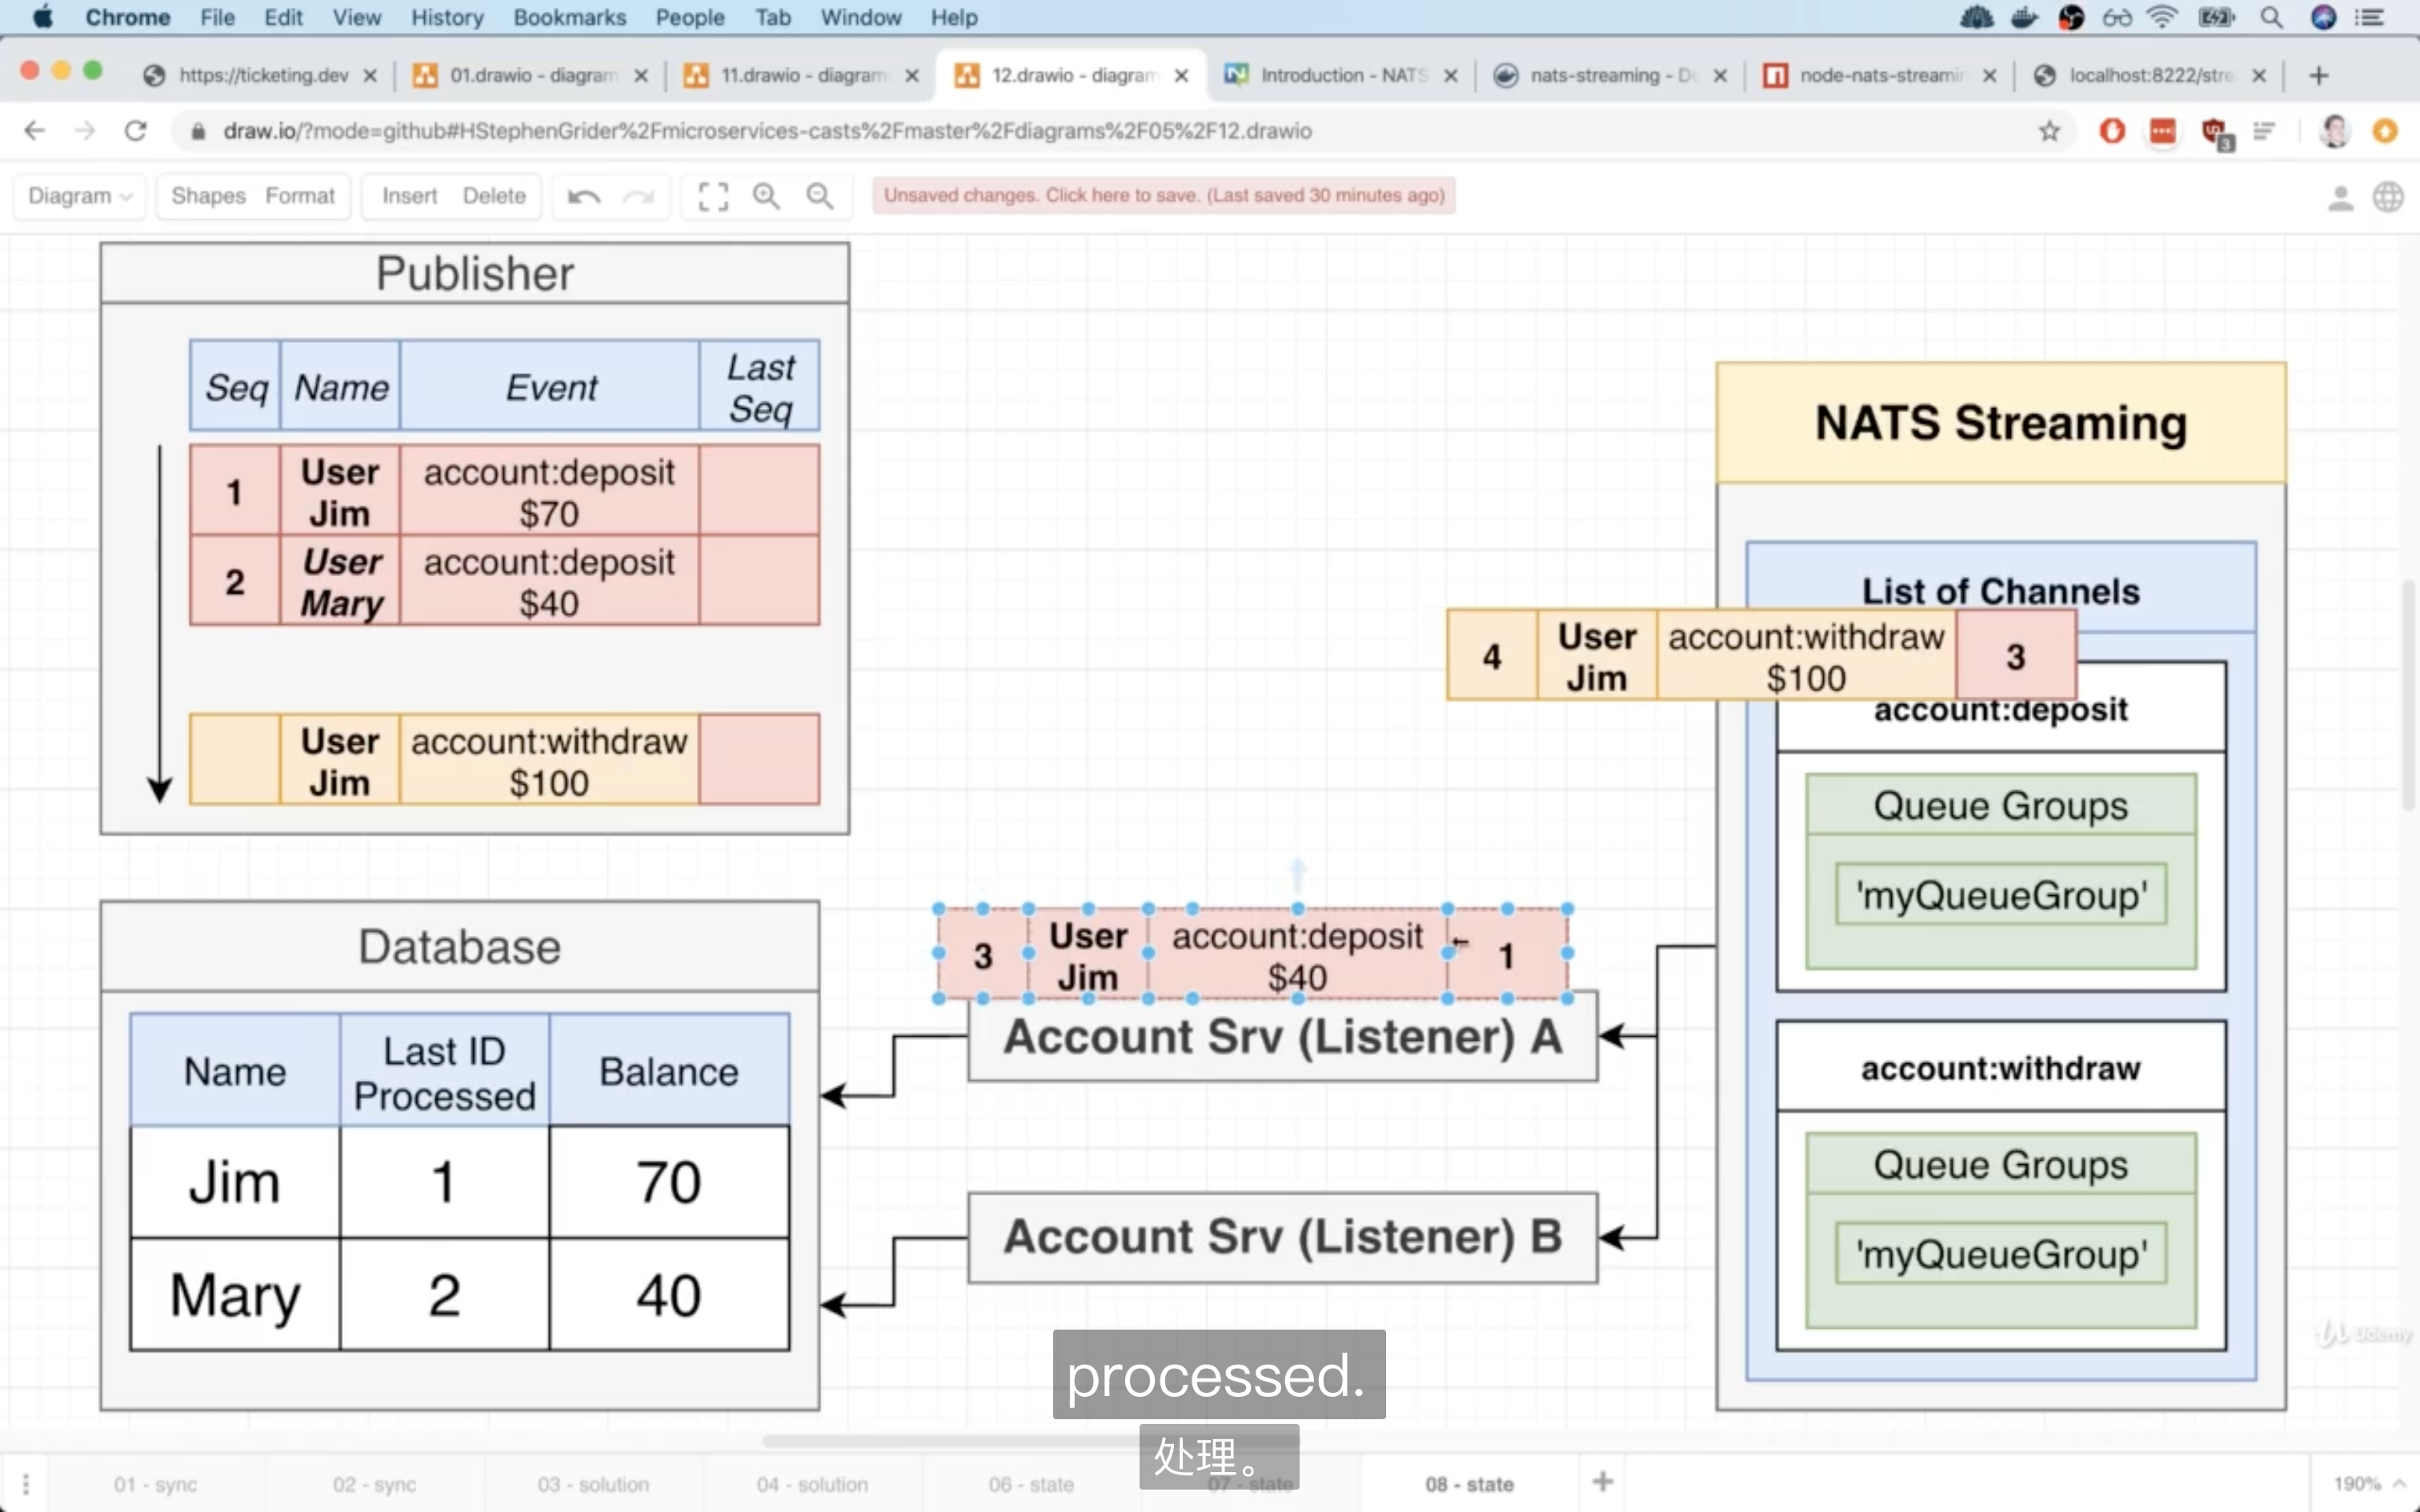 Chrome File Edit View History Bookmarks People Tab Window Help
https://ticketing.dev
01.drawio - diagram
11.drawio - diagram
12.drawio - diagram
Introduction - NATS
nats-streaming - Do
node-nats-streamin
localhost:8222/stre
draw.io/?mode=github#HStephenGrider%2Fmicroservices-casts%2Fmaster%2Fdiagrams%2F05%2F12.drawio
3
Diagram Shapes Format Insert Delete
Unsaved changes. Click here to save. (Last saved 30 minutes ago)
Publisher
Seq Name Event Last
Seq
1 User account:deposit
Jim $70
2 User account:deposit
Mary $40
User account:withdraw
Jim $100
NATS Streaming
List of Channels
4 User account:withdraw 3
Jim $100
account:deposit
Queue Groups
'myQueueGroup'
account:withdraw
Queue Groups
'myQueueGroup'
3 User account:deposit 1
Jim $40
Account Srv (Listener) A
Account Srv (Listener) B
Database
Name Last ID Balance
Processed
Jim 1 70
Mary 2 40
processed.
处理。
Udemy
01 - sync 02 - sync 03 - solution 04 - solution 06 - state 07 - state 08 - state 190%